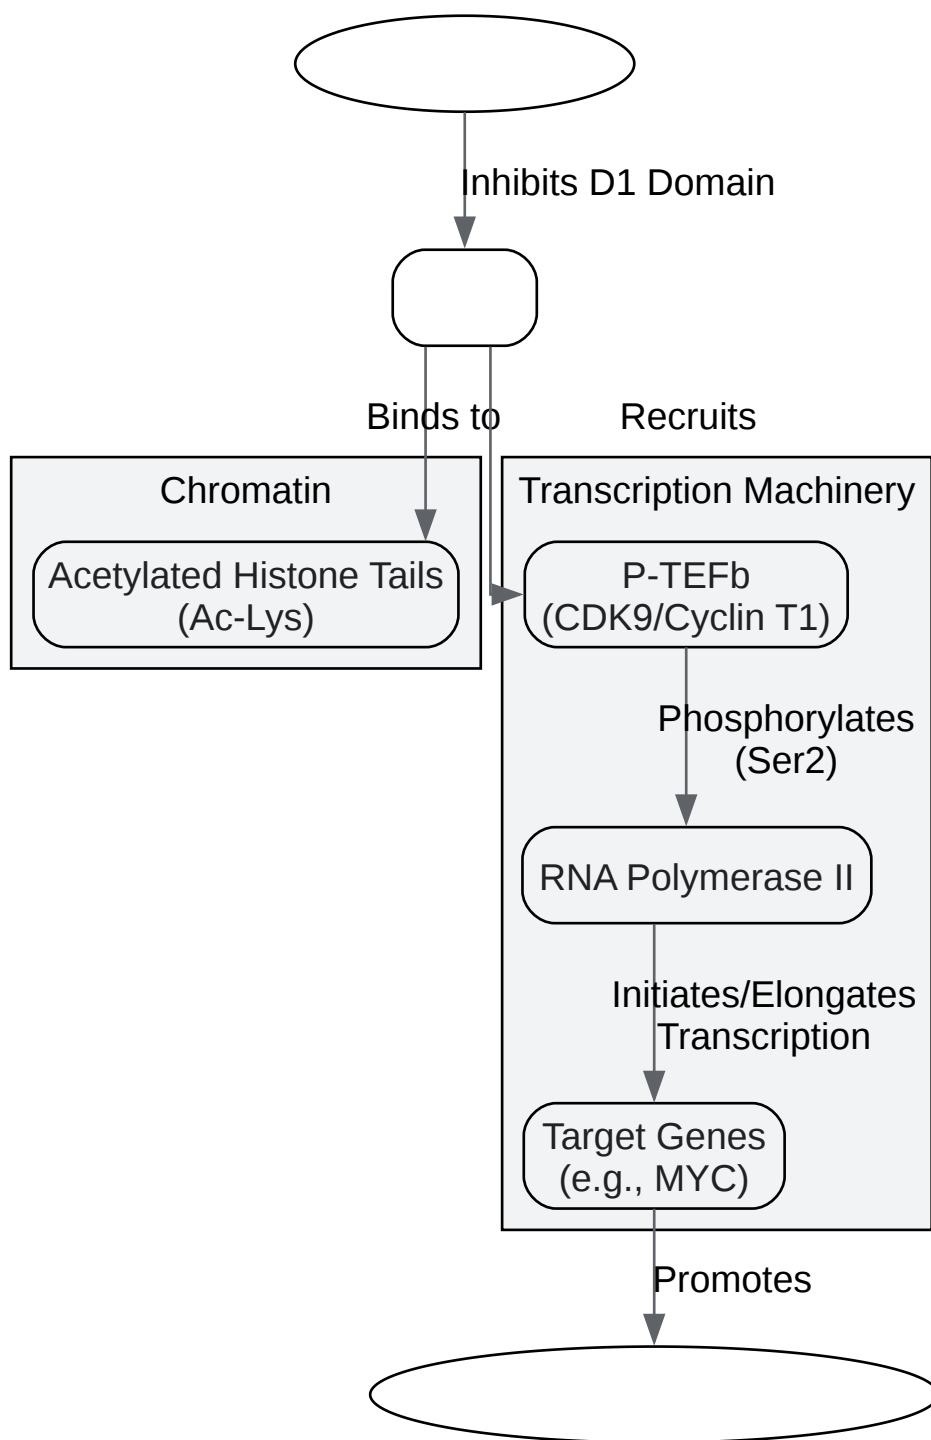 Inhibits D1 Domain
Binds to
Recruits
Chromatin
Transcription Machinery
Acetylated Histone Tails
(Ac-Lys)
P-TEFb
(CDK9/Cyclin T1)
Phosphorylates
(Ser2)
RNA Polymerase II
Initiates/Elongates
Transcription
Target Genes
(e.g., MYC)
Promotes